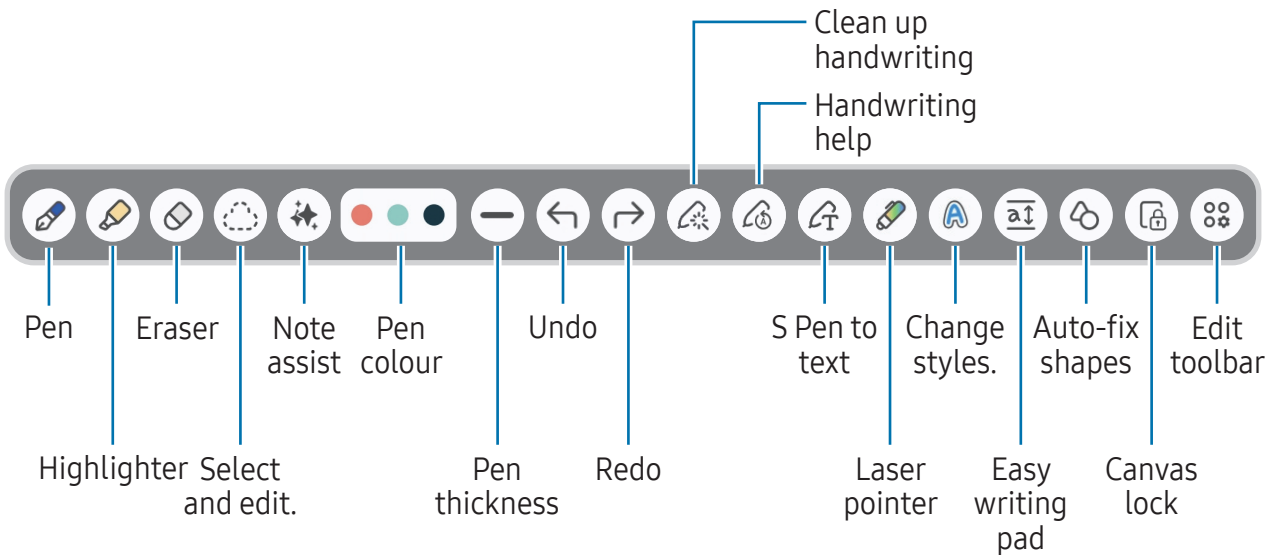 Clean up
handwriting
Handwriting
help
Pen
Eraser
Note
assist
Pen
colour
Undo
S Pen to
text
Change
styles.
Auto-fix
shapes
Edit
toolbar
Highlighter
Select
and edit.
Pen
thickness
Redo
Laser
pointer
Easy
writing
pad
Canvas
lock